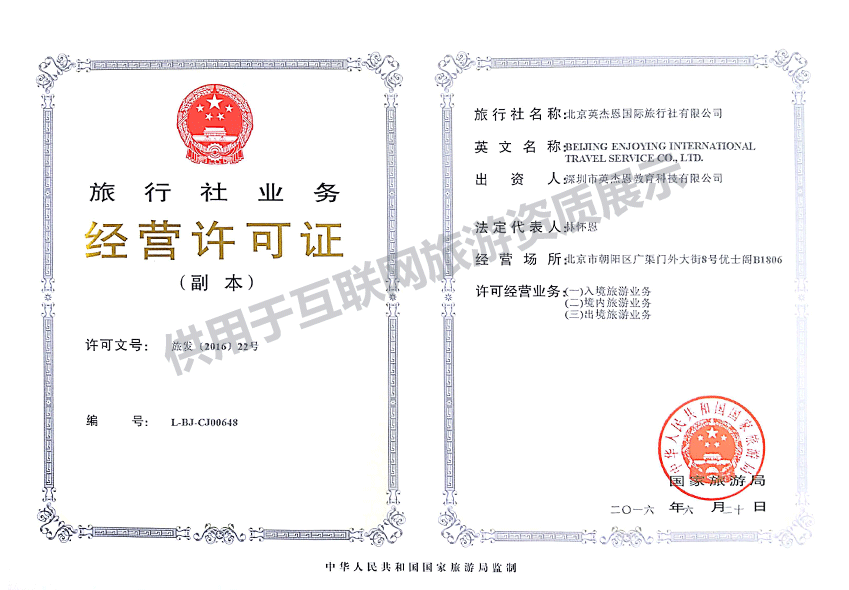 旅行社业务
经营许可证
（副本）
许可文号：旅发〔2016〕22号
编号：L-BJ-CJ00648
旅行社名称:北京英杰恩国际旅行社有限公司
英文名称:BEIJING ENJOYING INTERNATIONAL
TRAVEL SERVICE CO., LTD.
出资人:深圳市英杰恩教育科技有限公司
法定代表人:怀恩
经营场所:北京市朝阳区广渠门外大街8号优士阁B1806
许可经营业务:(一)入境旅游业务
(二)境内旅游业务
(三)出境旅游业务
供用于互联网旅游资质展示
中华人民共和国国家旅游局
国家旅游局
二〇一六年六月二十日
中华人民共和国国家旅游局监制